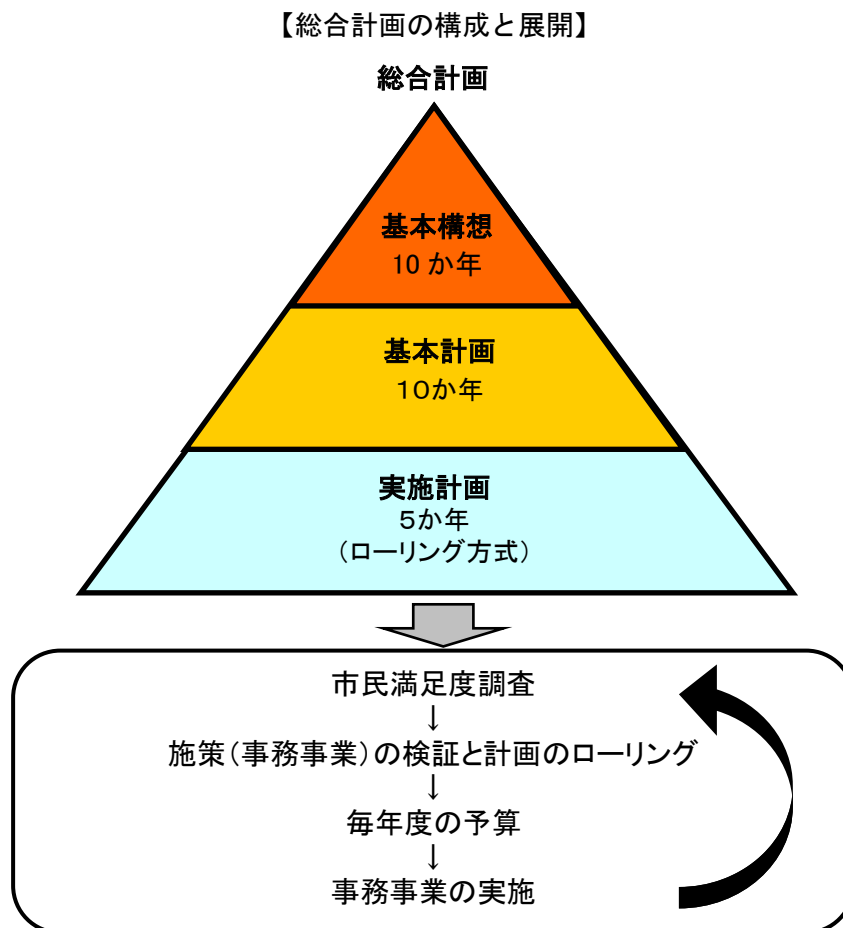 【総合計画の構成と展開】
総合計画
基本構想
10 か年
基本計画
10か年
実施計画
5か年
(ローリング方式)
市民満足度調査
↓
施策(事務事業)の検証と計画のローリング
↓
毎年度の予算
↓
事務事業の実施